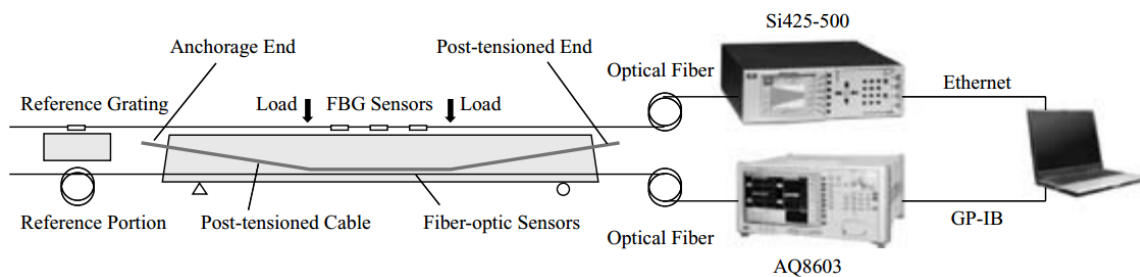 Si425-500
Anchorage End
Post-tensioned End
Optical Fiber
Ethernet
Reference Grating
Load
FBG Sensors
Load
Reference Portion
Post-tensioned Cable
Fiber-optic Sensors
Optical Fiber
GP-IB
AQ8603